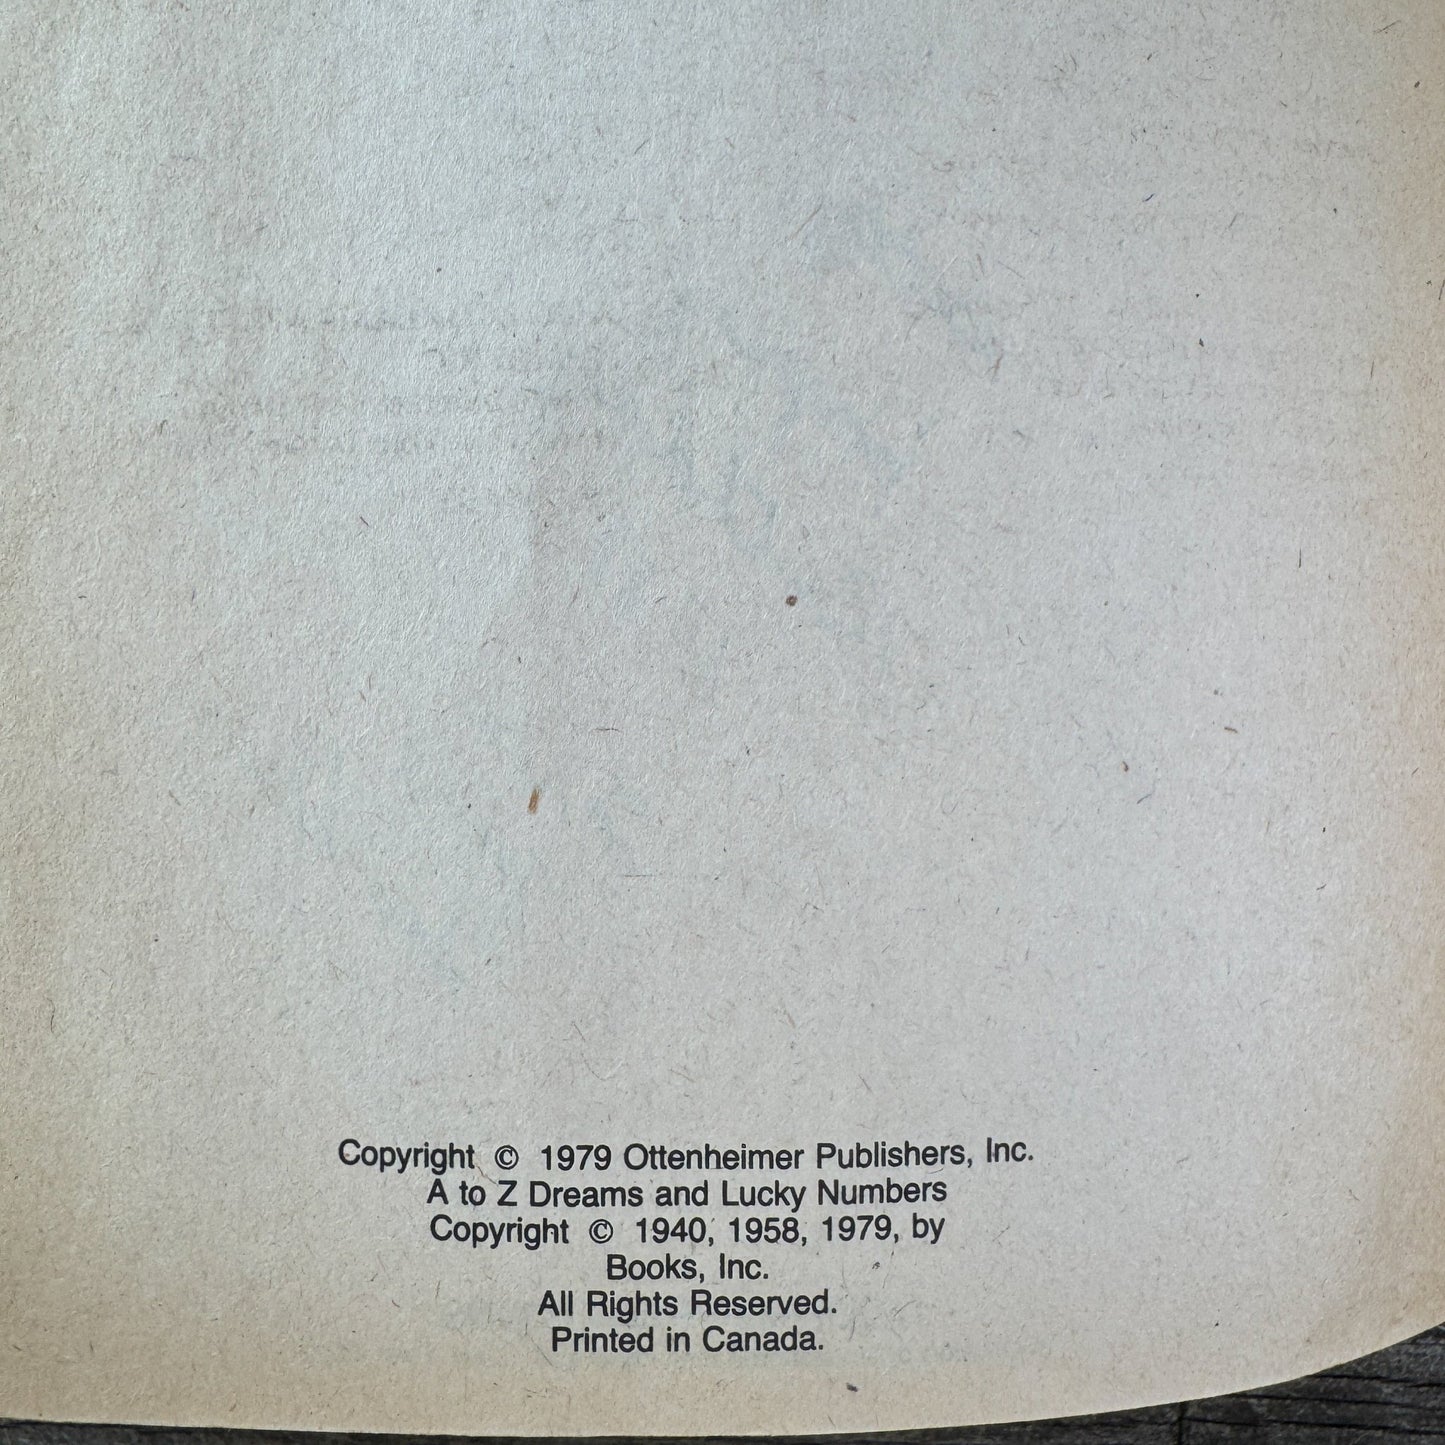 Copyright © 1979 Ottenheimer Publishers, Inc.
A to Z Dreams and Lucky Numbers
Copyright © 1940, 1958, 1979, by
Books, Inc.
All Rights Reserved.
Printed in Canada.